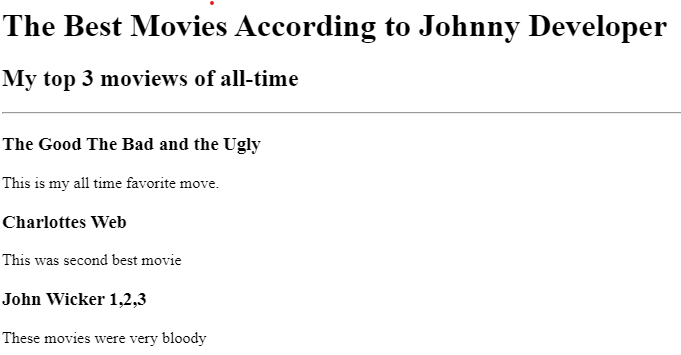 The Best Movies According to Johnny Developer
My top 3 moviews of all-time
The Good The Bad and the Ugly
This is my all time favorite move.
Charlottes Web
This was second best movie
John Wicker 1,2,3
These movies were very bloody